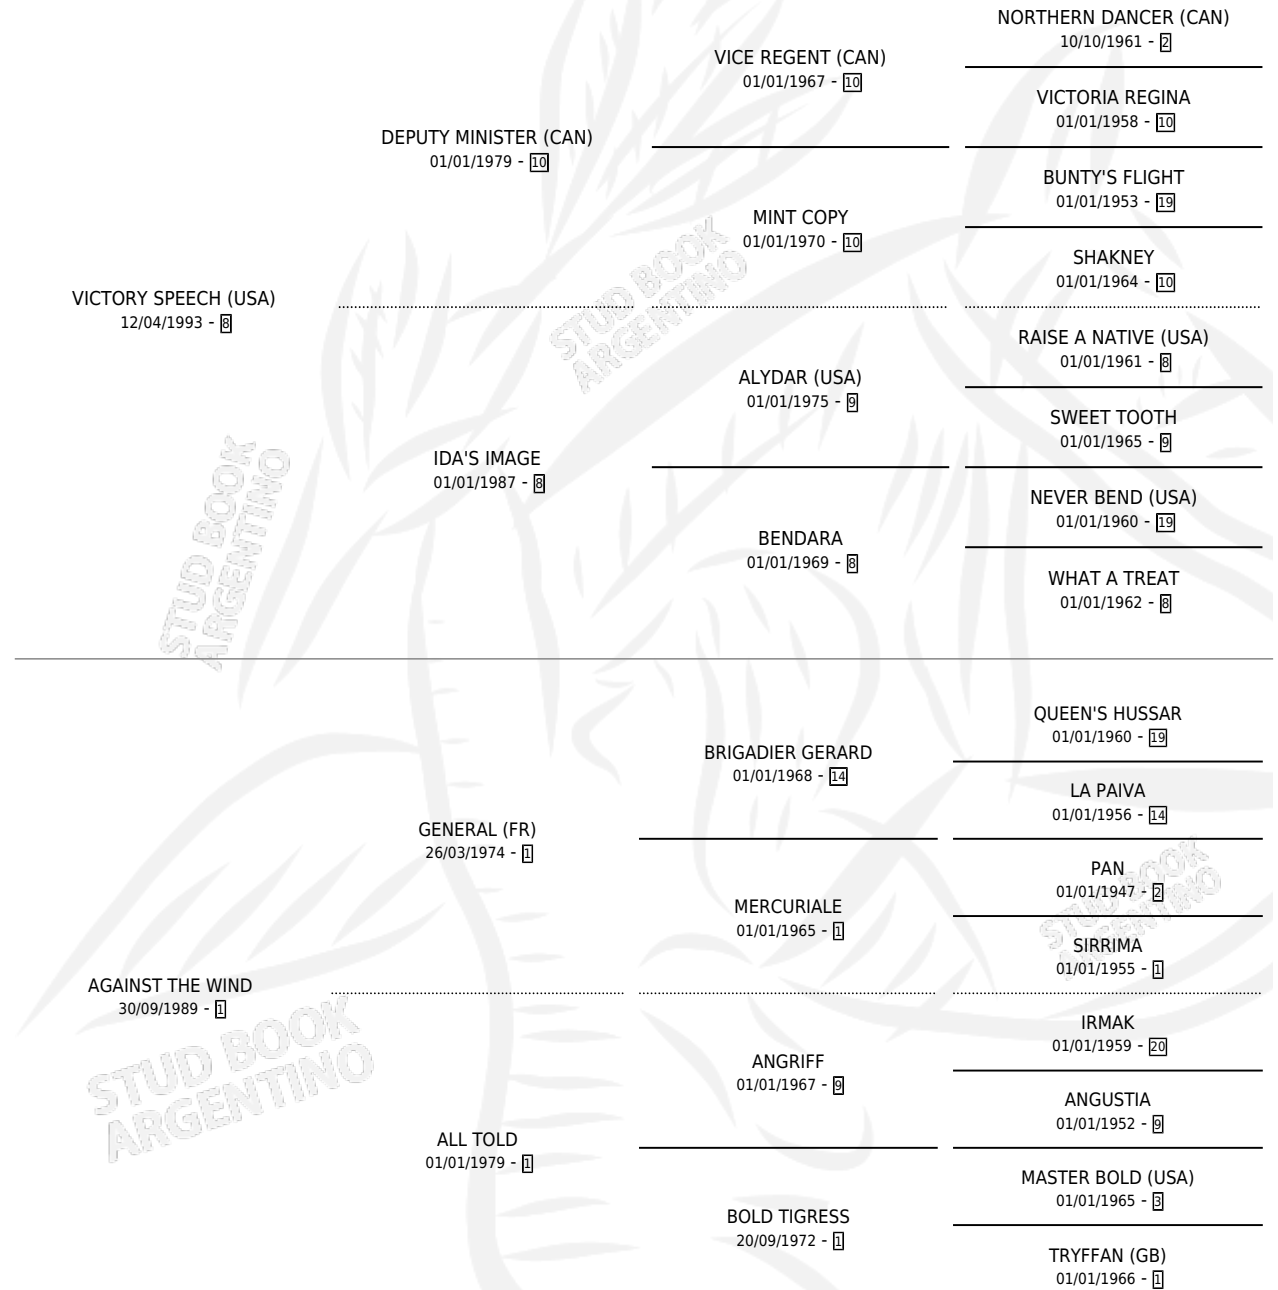 NORTHERN DANCER (CAN)
10/10/1961 - 2
VICE REGENT (CAN)
01/01/1967 - 10
VICTORIA REGINA
01/01/1958 - 10
DEPUTY MINISTER (CAN)
01/01/1979 - 10
BUNTY'S FLIGHT
01/01/1953 - 19
MINT COPY
01/01/1970 - 10
SHAKNEY
01/01/1964 - 10
VICTORY SPEECH (USA)
12/04/1993 - 8
RAISE A NATIVE (USA)
01/01/1961 - 8
ALYDAR (USA)
01/01/1975 - 9
SWEET TOOTH
01/01/1965 - 9
IDA'S IMAGE
01/01/1987 - 8
NEVER BEND (USA)
01/01/1960 - 19
BENDARA
01/01/1969 - 8
WHAT A TREAT
01/01/1962 - 8
STUD BOOK
ARGENTINO
STUD BOOK
ARGENTINO
QUEEN'S HUSSAR
01/01/1960 - 19
BRIGADIER GERARD
01/01/1968 - 14
LA PAIVA
01/01/1956 - 14
GENERAL (FR)
26/03/1974 - 1
PAN
01/01/1947 - 2
MERCURIALE
01/01/1965 - 1
SIRRIMA
01/01/1955 - 1
AGAINST THE WIND
30/09/1989 - 1
IRMAK
01/01/1959 - 20
ANGRIFF
01/01/1967 - 9
ANGUSTIA
01/01/1952 - 9
ALL TOLD
01/01/1979 - 1
MASTER BOLD (USA)
01/01/1965 - 3
BOLD TIGRESS
20/09/1972 - 1
TRYFFAN (GB)
01/01/1966 - 1
STUD BOOK
ARGENTINO
STUD BOOK
ARGENTINO